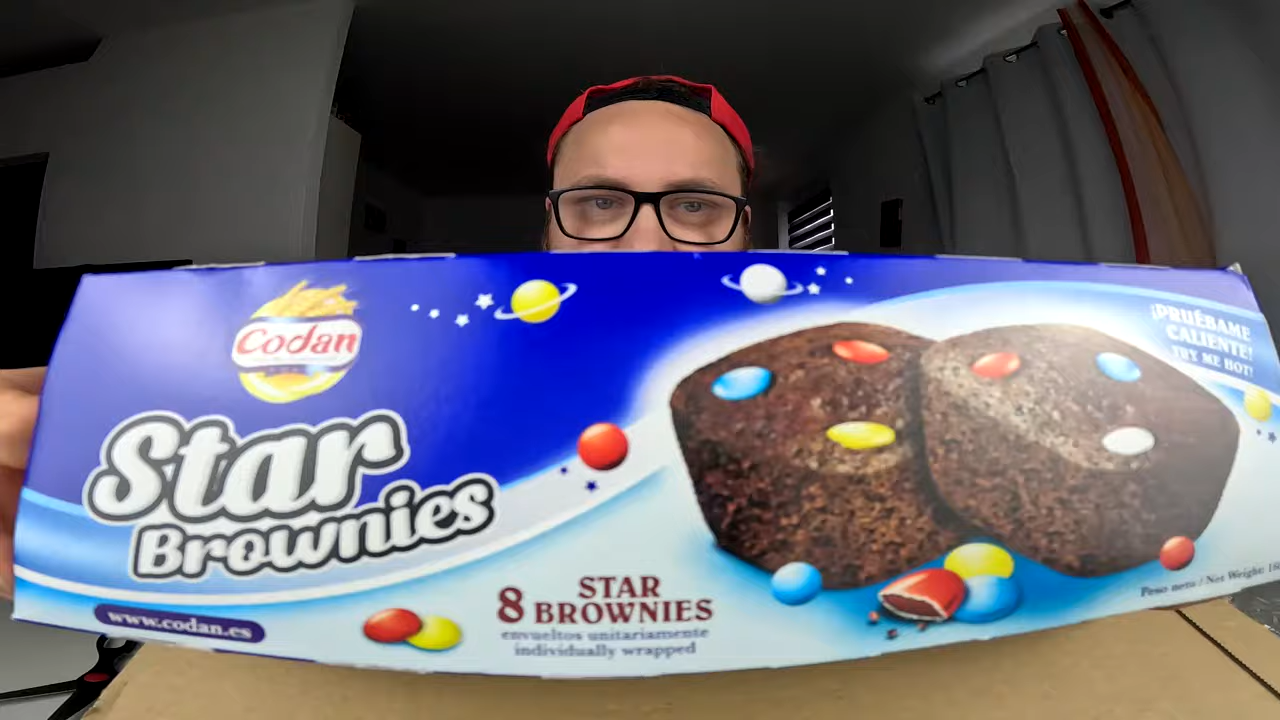 Codan
Star
Brownies
www.codan.es
8 STAR
BROWNIES
envueltos unitariamente
individually wrapped
¡PRUÉBAME
CALIENTE!
TRY ME HOT!
Peso neto / Net Weight: